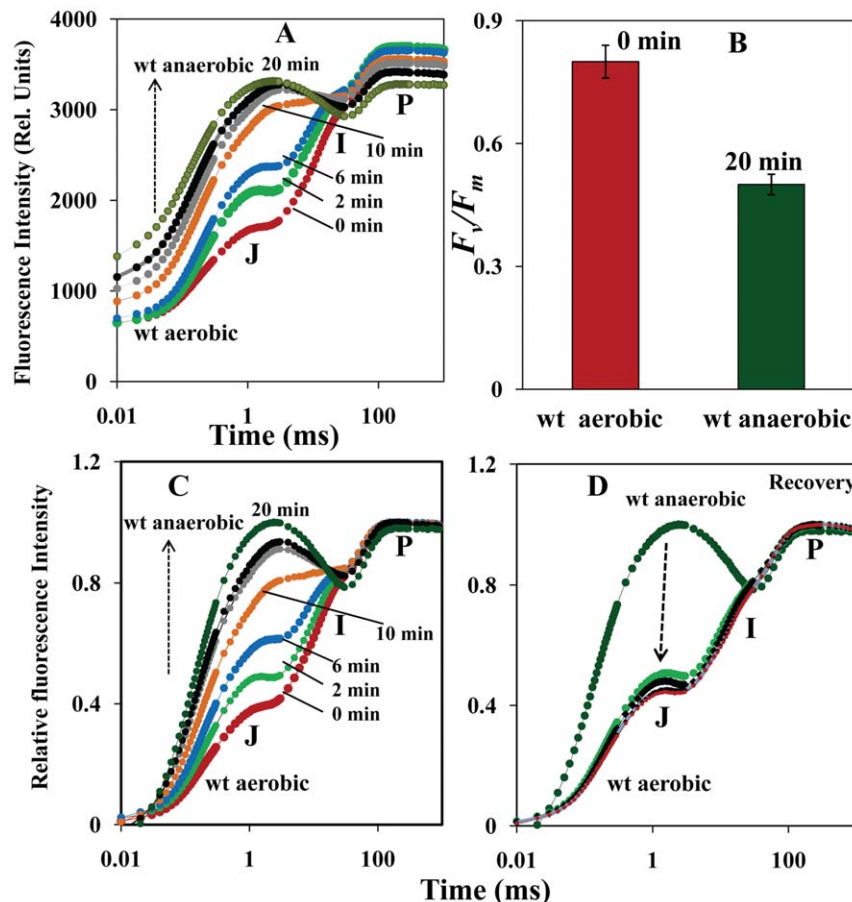 A
Fluorescence Intensity (Rel. Units)
4000
3000
2000
1000
0
wt anaerobic
20 min
P
I
10 min
6 min
2 min
0 min
J
wt aerobic
0.01
1
100
Time (ms)
B
Fv/Fm
0.9
0.6
0.3
0
0 min
20 min
wt aerobic
wt anaerobic
C
Relative fluorescence Intensity
1.2
0.8
0.4
0
wt anaerobic
20 min
P
I
10 min
6 min
2 min
0 min
J
wt aerobic
0.01
1
100
D
Recovery
1.2
0.8
0.4
0
wt anaerobic
P
I
J
wt aerobic
0.01
1
100
Time (ms)